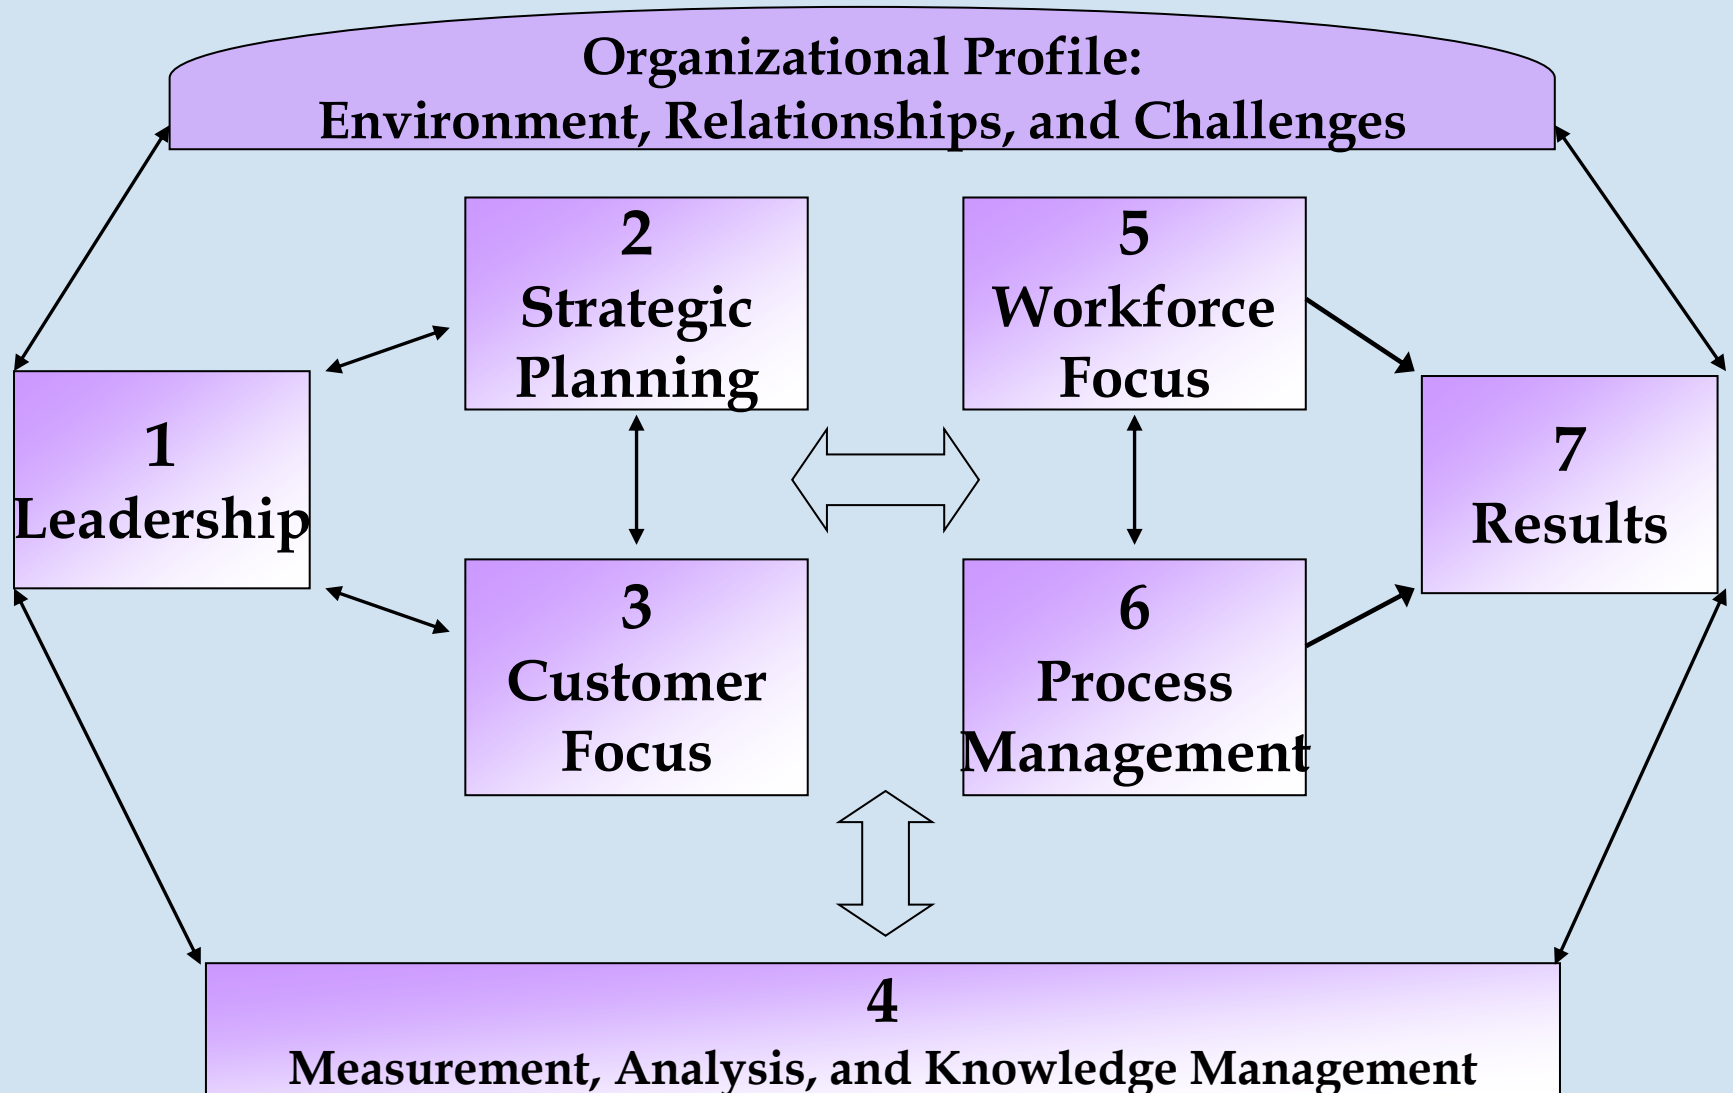 Organizational Profile:
Environment, Relationships, and Challenges
2
Strategic
Planning
5
Workforce
Focus
1
Leadership
7
Results
3
Customer
Focus
6
Process
Management
4
Measurement, Analysis, and Knowledge Management